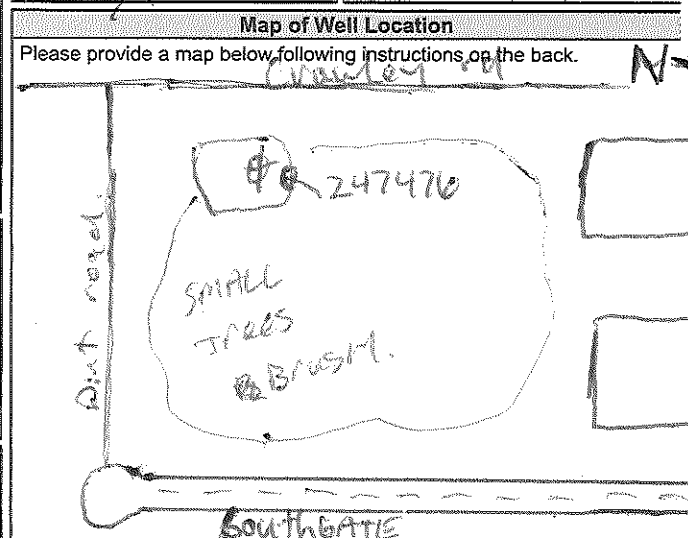 Map of Well Location
Please provide a map below following instructions on the back.
Crawley rd
N
247476
Dirt road.
SMALL
Trees
& BrusH.
SouthGATE